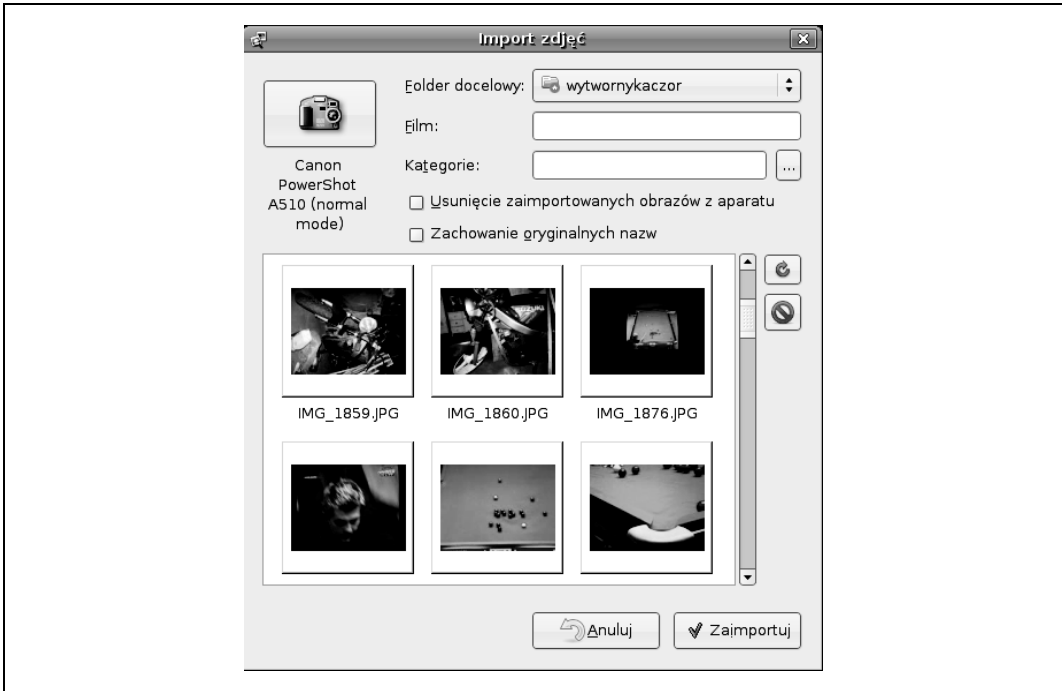 Import zdjęć
Folder docelowy: wytwornykaczor
Film:
Kategorie: ...
Canon
PowerShot
A510 (normal
mode)
Usunięcie zaimportowanych obrazów z aparatu
Zachowanie oryginalnych nazw
IMG_1859.JPG IMG_1860.JPG IMG_1876.JPG
Anuluj Zaimportuj